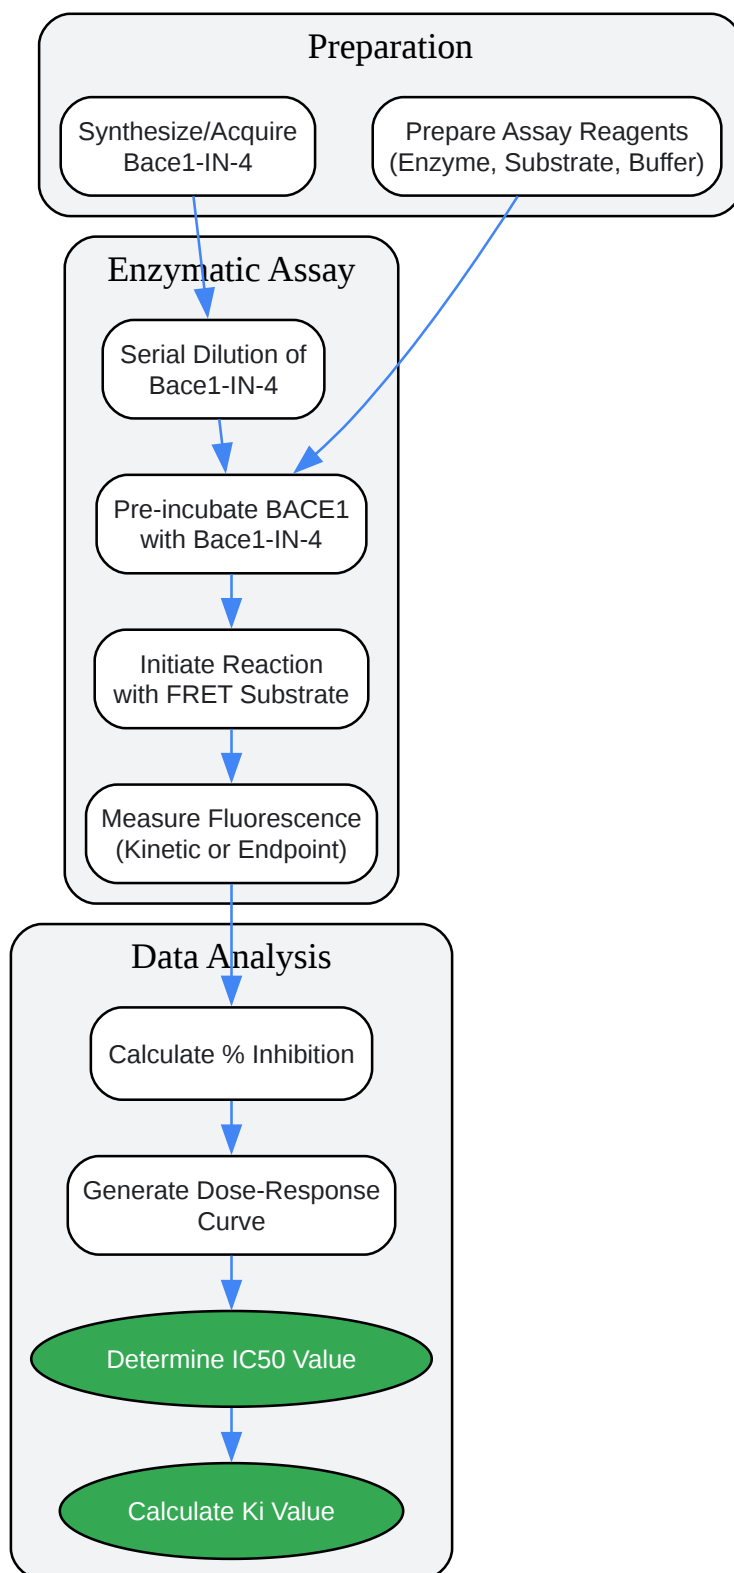 Preparation
Synthesize/Acquire
Bace1-IN-4
Prepare Assay Reagents
(Enzyme, Substrate, Buffer)
Enzymatic Assay
Serial Dilution of
Bace1-IN-4
Pre-incubate BACE1
with Bace1-IN-4
Initiate Reaction
with FRET Substrate
Measure Fluorescence
(Kinetic or Endpoint)
Data Analysis
Calculate % Inhibition
Generate Dose-Response
Curve
Determine IC50 Value
Calculate Ki Value